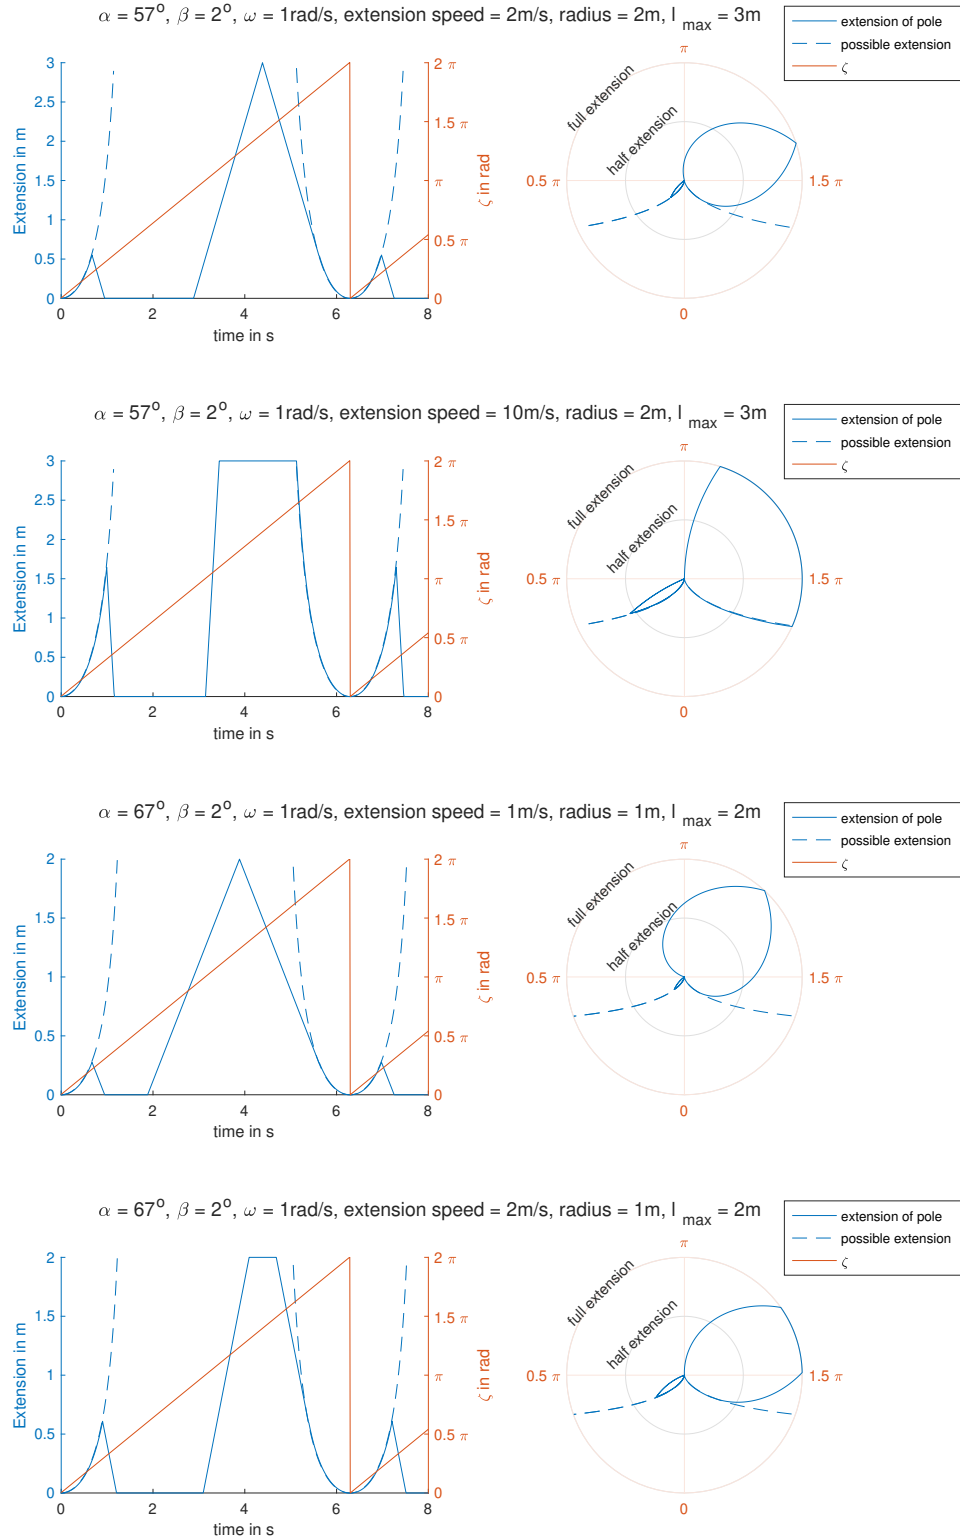 α = 57°, β = 2°, ω = 1rad/s, extension speed = 2m/s, radius = 2m, l max = 3m
extension of pole
possible extension
ζ
Extension in m
3
2.5
2
1.5
1
0.5
0
2 π
1.5 π
π
0.5 π
0
ζ in rad
0 2 4 6 8
time in s
π
full extension
half extension
0.5 π
1.5 π
0
α = 57°, β = 2°, ω = 1rad/s, extension speed = 10m/s, radius = 2m, l max = 3m
extension of pole
possible extension
ζ
Extension in m
3
2.5
2
1.5
1
0.5
0
2 π
1.5 π
π
0.5 π
0
ζ in rad
0 2 4 6 8
time in s
π
full extension
half extension
0.5 π
1.5 π
0
α = 67°, β = 2°, ω = 1rad/s, extension speed = 1m/s, radius = 1m, l max = 2m
extension of pole
possible extension
ζ
Extension in m
2
1.5
1
0.5
0
2 π
1.5 π
π
0.5 π
0
ζ in rad
0 2 4 6 8
time in s
π
full extension
half extension
0.5 π
1.5 π
0
α = 67°, β = 2°, ω = 1rad/s, extension speed = 2m/s, radius = 1m, l max = 2m
extension of pole
possible extension
ζ
Extension in m
2
1.5
1
0.5
0
2 π
1.5 π
π
0.5 π
0
ζ in rad
0 2 4 6 8
time in s
π
full extension
half extension
0.5 π
1.5 π
0